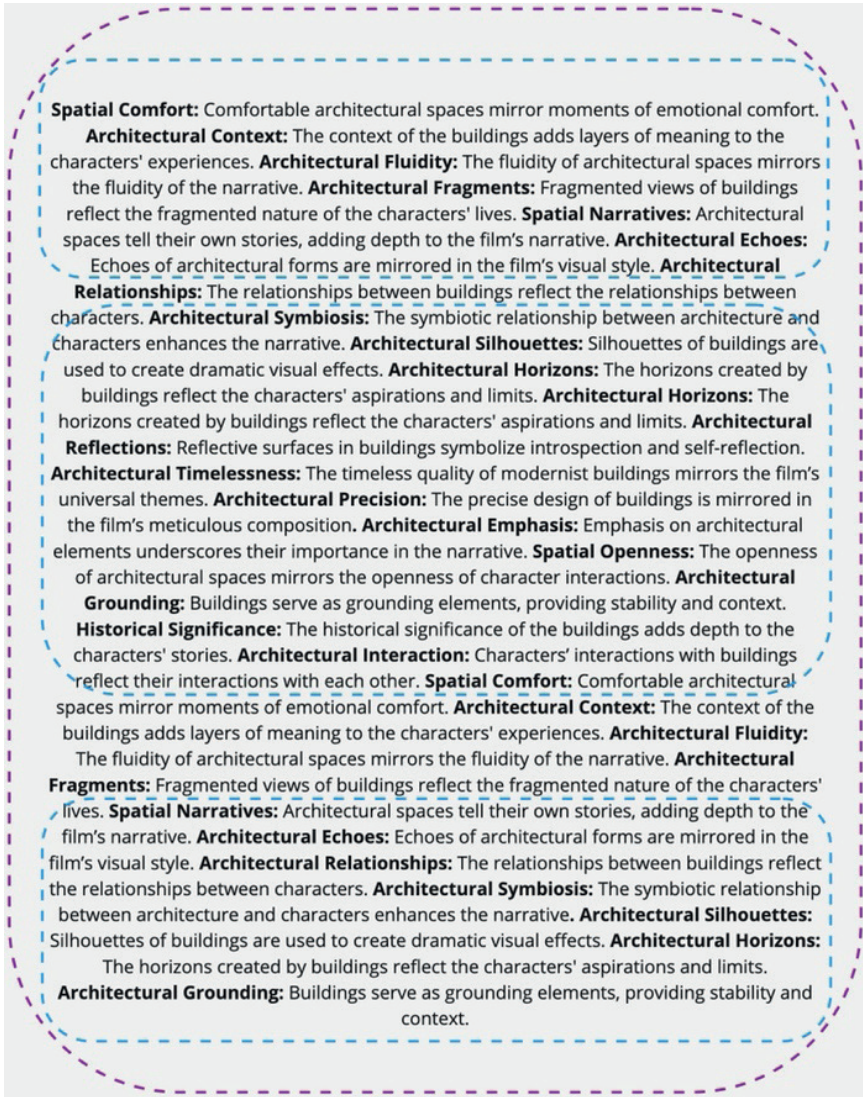 Spatial Comfort: Comfortable architectural spaces mirror moments of emotional comfort.
Architectural Context: The context of the buildings adds layers of meaning to the
characters' experiences. Architectural Fluidity: The fluidity of architectural spaces mirrors
the fluidity of the narrative. Architectural Fragments: Fragmented views of buildings
reflect the fragmented nature of the characters' lives. Spatial Narratives: Architectural
spaces tell their own stories, adding depth to the film’s narrative. Architectural Echoes:
Echoes of architectural forms are mirrored in the film’s visual style. Architectural
Relationships: The relationships between buildings reflect the relationships between
characters. Architectural Symbiosis: The symbiotic relationship between architecture and
characters enhances the narrative. Architectural Silhouettes: Silhouettes of buildings are
used to create dramatic visual effects. Architectural Horizons: The horizons created by
buildings reflect the characters' aspirations and limits. Architectural Horizons: The
horizons created by buildings reflect the characters' aspirations and limits. Architectural
Reflections: Reflective surfaces in buildings symbolize introspection and self-reflection.
Architectural Timelessness: The timeless quality of modernist buildings mirrors the film’s
universal themes. Architectural Precision: The precise design of buildings is mirrored in
the film’s meticulous composition. Architectural Emphasis: Emphasis on architectural
elements underscores their importance in the narrative. Spatial Openness: The openness
of architectural spaces mirrors the openness of character interactions. Architectural
Grounding: Buildings serve as grounding elements, providing stability and context.
Historical Significance: The historical significance of the buildings adds depth to the
characters' stories. Architectural Interaction: Characters’ interactions with buildings
reflect their interactions with each other. Spatial Comfort: Comfortable architectural
spaces mirror moments of emotional comfort. Architectural Context: The context of the
buildings adds layers of meaning to the characters' experiences. Architectural Fluidity:
The fluidity of architectural spaces mirrors the fluidity of the narrative. Architectural
Fragments: Fragmented views of buildings reflect the fragmented nature of the characters'
lives. Spatial Narratives: Architectural spaces tell their own stories, adding depth to the
film’s narrative. Architectural Echoes: Echoes of architectural forms are mirrored in the
film’s visual style. Architectural Relationships: The relationships between buildings reflect
the relationships between characters. Architectural Symbiosis: The symbiotic relationship
between architecture and characters enhances the narrative. Architectural Silhouettes:
Silhouettes of buildings are used to create dramatic visual effects. Architectural Horizons:
The horizons created by buildings reflect the characters' aspirations and limits.
Architectural Grounding: Buildings serve as grounding elements, providing stability and
context.